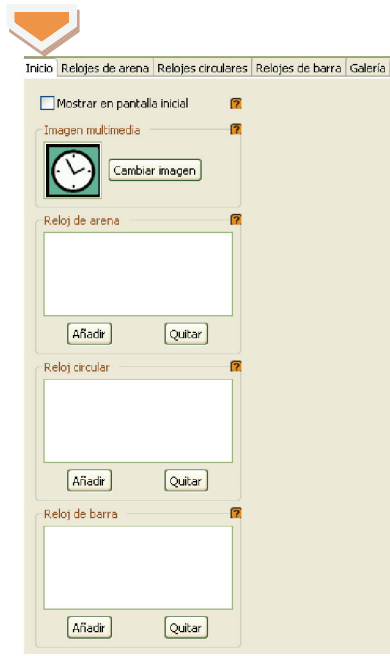 Inicio Relojes de arena Relojes circulares Relojes de barra Galería
Mostrar en pantalla inicial ?
Imagen multimedia ?
Cambiar imagen
Reloj de arena ?
Añadir Quitar
Reloj circular ?
Añadir Quitar
Reloj de barra ?
Añadir Quitar